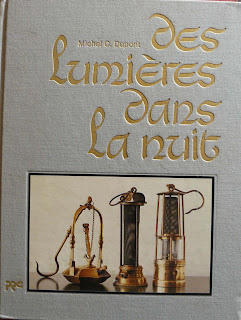 Michel C. Dupont
des
Lumières
dans
La nuit